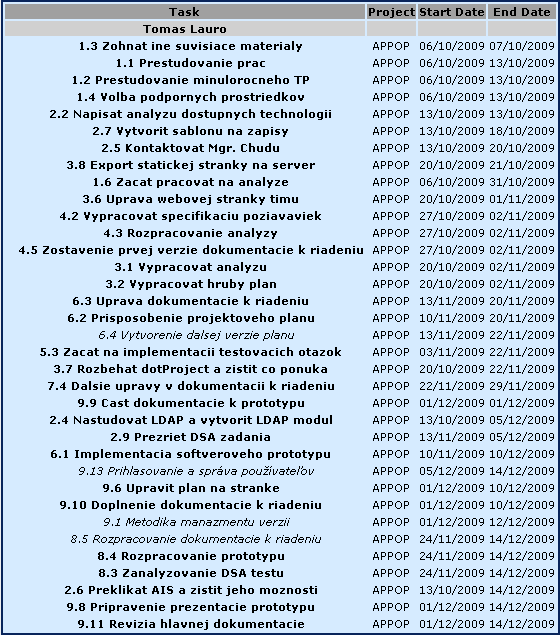 Task Project Start Date End Date
Tomas Lauro
1.3 Zohnat ine suvisiace materialy APPOP 06/10/2009 07/10/2009
1.1 Prestudovanie prac APPOP 06/10/2009 13/10/2009
1.2 Prestudovanie minulorocneho TP APPOP 06/10/2009 13/10/2009
1.4 Volba podpornych prostriedkov APPOP 06/10/2009 13/10/2009
2.2 Napisat analyzu dostupnych technologii APPOP 13/10/2009 13/10/2009
2.7 Vytvorit sablonu na zapisy APPOP 13/10/2009 18/10/2009
2.5 Kontaktovat Mgr. Chudu APPOP 13/10/2009 20/10/2009
3.8 Export statickej stranky na server APPOP 20/10/2009 21/10/2009
1.6 Zacat pracovat na analyze APPOP 06/10/2009 31/10/2009
3.6 Uprava webovej stranky timu APPOP 20/10/2009 01/11/2009
4.2 Vypracovat specifikaciu poziavaviek APPOP 27/10/2009 02/11/2009
4.3 Rozpracovanie analyzy APPOP 27/10/2009 02/11/2009
4.5 Zostavenie prvej verzie dokumentacie k riadeniu APPOP 27/10/2009 02/11/2009
3.1 Vypracovat analyzu APPOP 20/10/2009 02/11/2009
3.2 Vypracovat hruby plan APPOP 20/10/2009 02/11/2009
6.3 Uprava dokumentacie k riadeniu APPOP 13/11/2009 20/11/2009
6.2 Prisposobenie projektoveho planu APPOP 10/11/2009 20/11/2009
6.4 Vytvorenie dalsej verzie planu APPOP 13/11/2009 22/11/2009
5.3 Zacat na implementacii testovacich otazok APPOP 03/11/2009 22/11/2009
3.7 Rozbehat dotProject a zistit co ponuka APPOP 20/10/2009 22/11/2009
7.4 Dalsie upravy v dokumentacii k riadeniu APPOP 22/11/2009 29/11/2009
9.9 Cast dokumentacie k prototypu APPOP 01/12/2009 01/12/2009
2.4 Nastudovat LDAP a vytvorit LDAP modul APPOP 13/10/2009 05/12/2009
2.9 Prezriet DSA zadania APPOP 13/11/2009 05/12/2009
6.1 Implementacia softveroveho prototypu APPOP 10/11/2009 10/12/2009
9.13 Prihlasovanie a správa používateľov APPOP 05/12/2009 14/12/2009
9.6 Upravit plan na stranke APPOP 01/12/2009 10/12/2009
9.10 Doplnenie dokumentacie k riadeniu APPOP 01/12/2009 10/12/2009
9.1 Metodika manazmentu verzii APPOP 01/12/2009 12/12/2009
8.5 Rozpracovanie dokumentacie k riadeniu APPOP 24/11/2009 14/12/2009
8.4 Rozpracovanie prototypu APPOP 24/11/2009 14/12/2009
8.3 Zanalyzovanie DSA testu APPOP 24/11/2009 14/12/2009
2.6 Preklikat AIS a zistit jeho moznosti APPOP 13/10/2009 14/12/2009
9.8 Pripravenie prezentacie prototypu APPOP 01/12/2009 14/12/2009
9.11 Revizia hlavnej dokumentacie APPOP 01/12/2009 14/12/2009